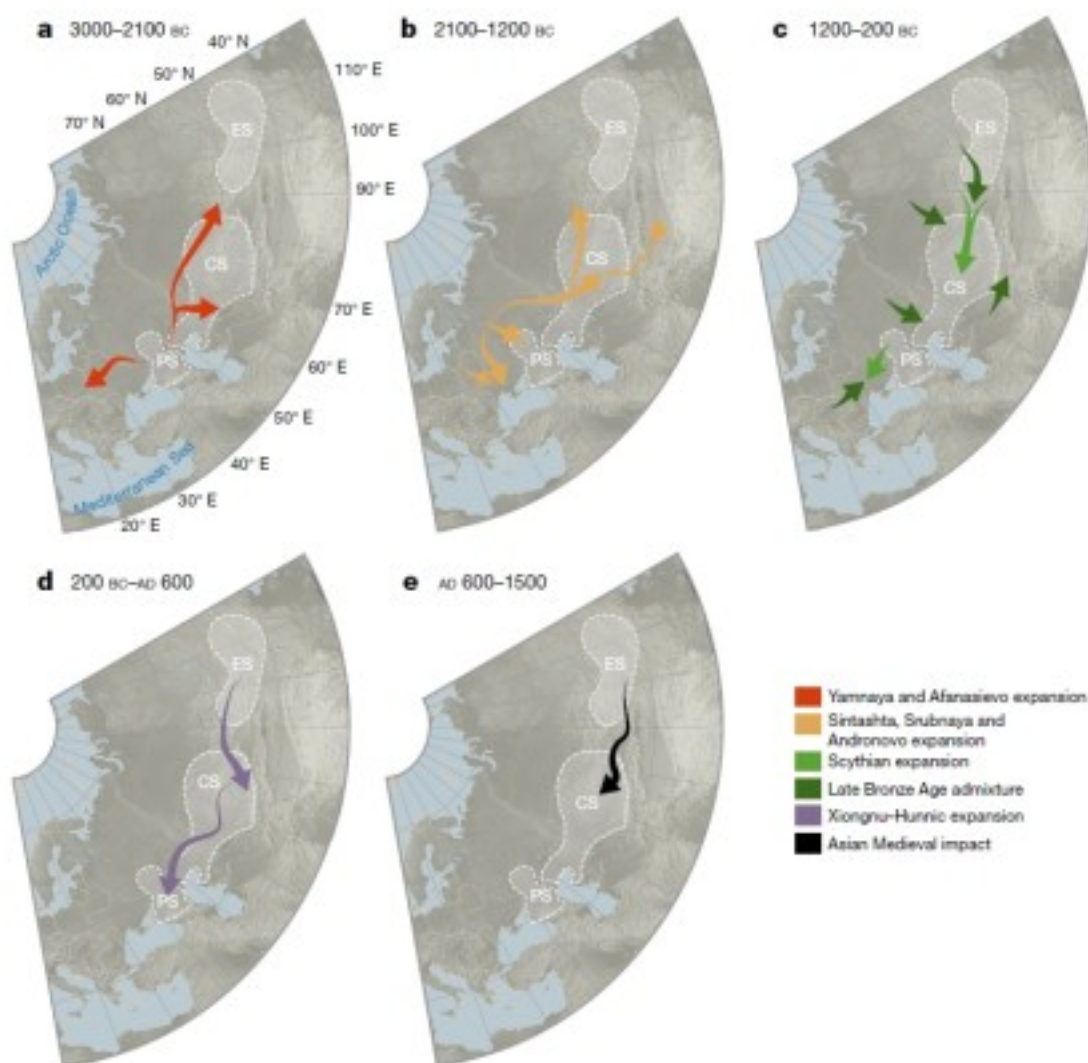 a 3000–2100 BC
40° N
50° N
60° N
70° N
110° E
100° E
90° E
70° E
60° E
50° E
40° E
30° E
20° E
Arctic Ocean
Mediterranean Sea
ES
CS
PS
b 2100–1200 BC
ES
CS
PS
c 1200–200 BC
ES
CS
PS
d 200 BC–AD 600
ES
CS
PS
e AD 600–1500
ES
CS
PS
Yamnaya and Afanasievo expansion
Sintashta, Srubnaya and
Andronovo expansion
Scythian expansion
Late Bronze Age admixture
Xiongnu–Hunnic expansion
Asian Medieval impact